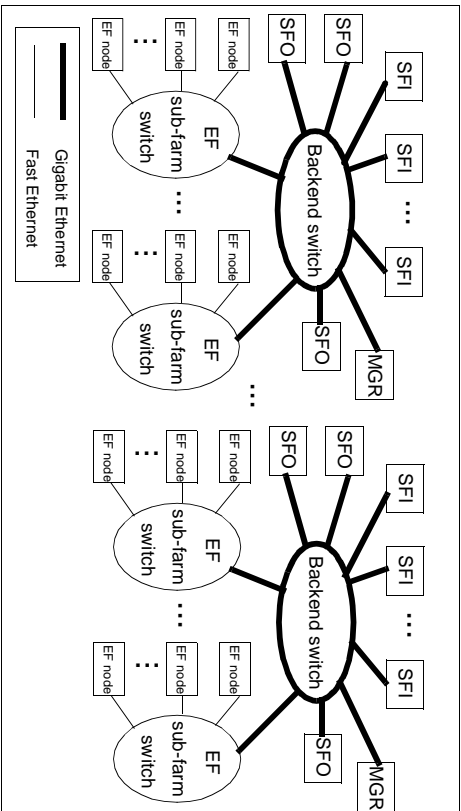 SFI
SFI
...
SFI
MGR
SFI
SFI
...
SFI
MGR
SFO
SFO
Backend switch
SFO
SFO
SFO
Backend switch
SFO
...
EF node
EF node
...
EF node
EF
sub-farm
switch
...
EF node
EF node
...
EF node
EF
sub-farm
switch
EF node
EF node
...
EF node
EF
sub-farm
switch
...
EF node
EF node
...
EF node
EF
sub-farm
switch
Gigabit Ethernet
Fast Ethernet